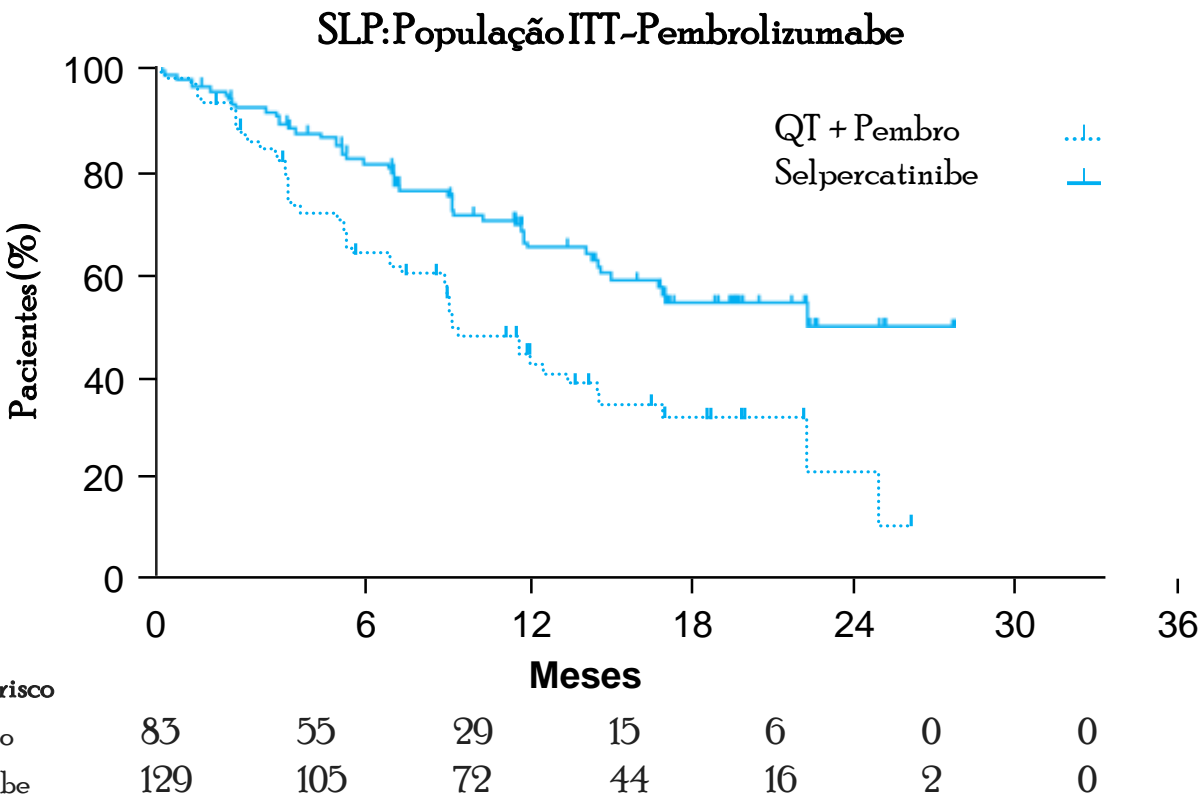 SLP: População ITT-Pembrolizumabe
QT + Pembro
Selpercatinibe
Pacientes (%)
100
80
60
40
20
0
0 6 12 18 24 30 36
Meses
risco
o 83 55 29 15 6 0 0
be 129 105 72 44 16 2 0